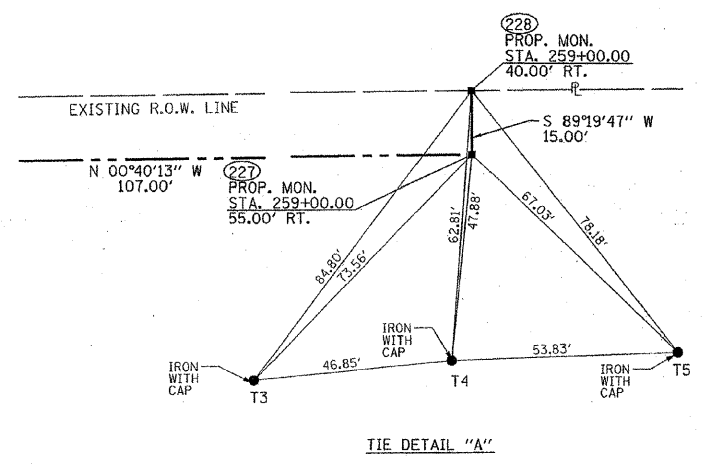 228
PROP. MON.
STA. 259+00.00
40.00' RT.
EXISTING R.O.W. LINE
PL
S 89°19'47" W
15.00'
N 00°40'13" W
107.00'
227
PROP. MON.
STA. 259+00.00
55.00' RT.
84.80'
73.56'
62.81'
47.88'
67.03'
78.18'
IRON
WITH
CAP
46.85'
IRON
WITH
CAP
53.83'
IRON
WITH
CAP
T3
T4
T5
TIE DETAIL "A"